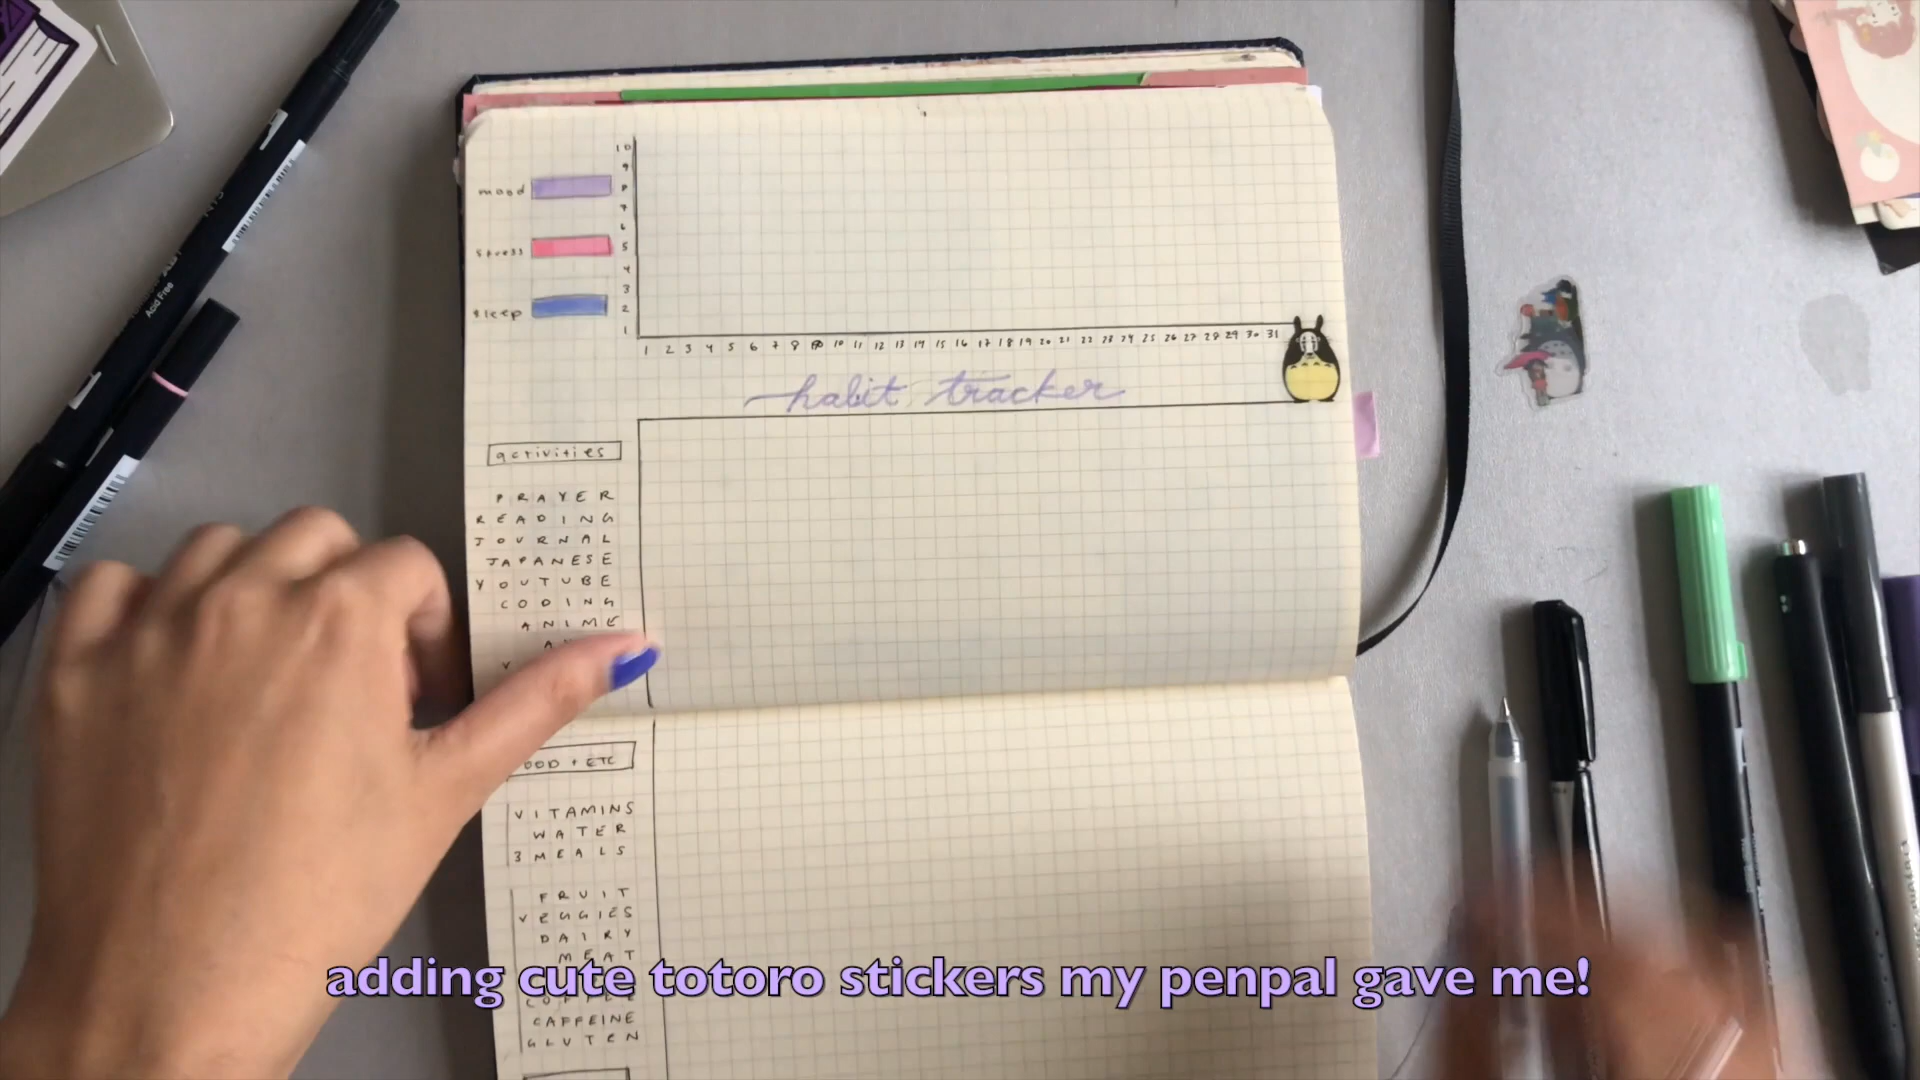 10
9
mood 8
7
6
stress 5
4
3
sleep 2
1
1 2 3 4 5 6 7 8 10 11 12 13 14 15 16 17 18 19 20 21 22 23 24 25 26 27 28 29 30 31
habit tracker
activities
PRAYER
READING
JOURNAL
JAPANESE
YOUTUBE
CODING
ANIME
+ ETC
VITAMINS
WATER
3 MEALS
FRUIT
VEGGIES
DAIRY
MEAT
adding cute totoro stickers my penpal gave me!
CAFFEINE
GLUTEN
Acid Free